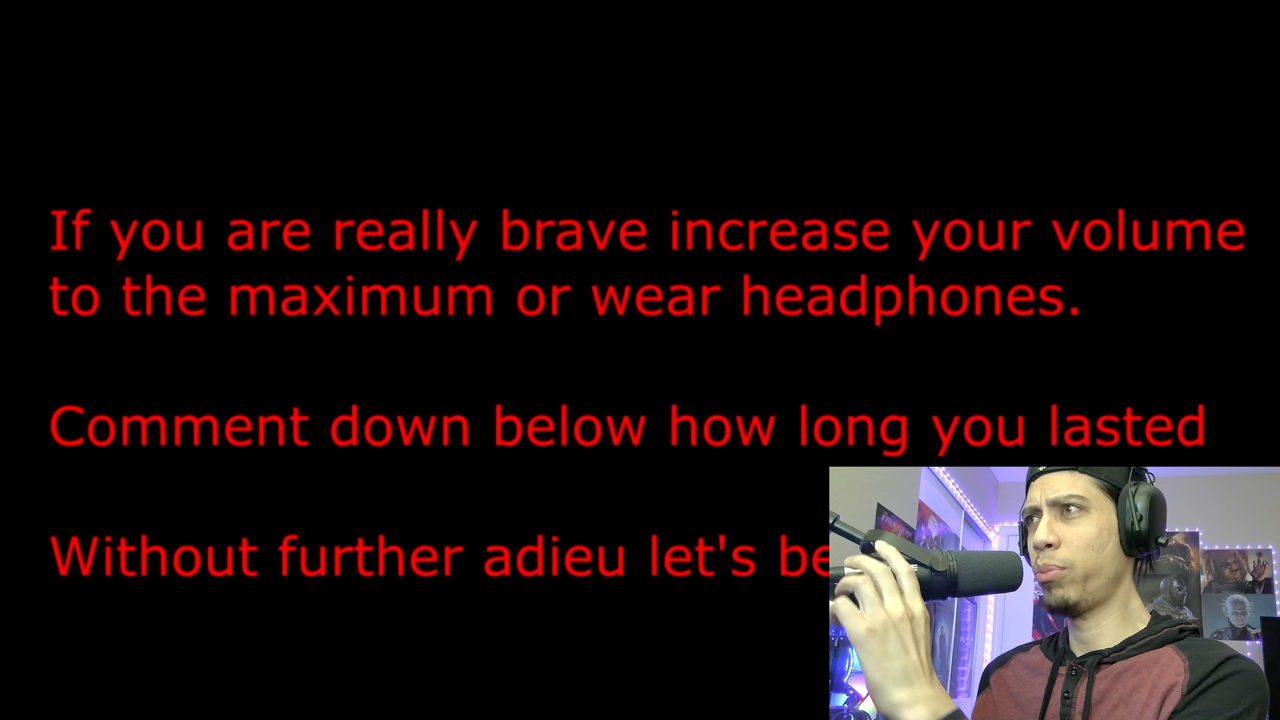 If you are really brave increase your volume
to the maximum or wear headphones.
Comment down below how long you lasted
Without further adieu let's be